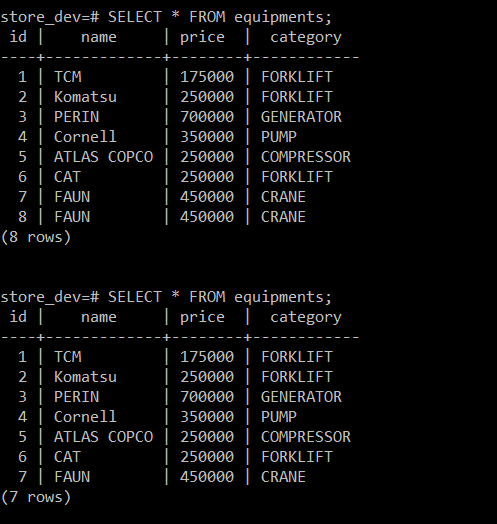 store_dev=# SELECT * FROM equipments;
 id |    name     | price  |  category
----+-------------+--------+------------
  1 | TCM         | 175000 | FORKLIFT
  2 | Komatsu     | 250000 | FORKLIFT
  3 | PERIN       | 700000 | GENERATOR
  4 | Cornell     | 350000 | PUMP
  5 | ATLAS COPCO | 250000 | COMPRESSOR
  6 | CAT         | 250000 | FORKLIFT
  7 | FAUN        | 450000 | CRANE
  8 | FAUN        | 450000 | CRANE
(8 rows)
store_dev=# SELECT * FROM equipments;
 id |    name     | price  |  category
----+-------------+--------+------------
  1 | TCM         | 175000 | FORKLIFT
  2 | Komatsu     | 250000 | FORKLIFT
  3 | PERIN       | 700000 | GENERATOR
  4 | Cornell     | 350000 | PUMP
  5 | ATLAS COPCO | 250000 | COMPRESSOR
  6 | CAT         | 250000 | FORKLIFT
  7 | FAUN        | 450000 | CRANE
(7 rows)